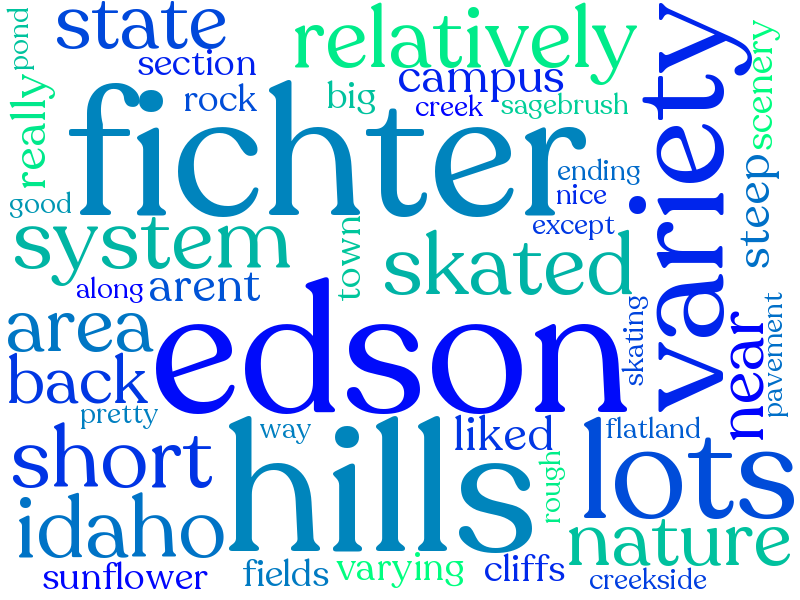 pond
state
relatively
variety
scenery
section
campus
really
rock
big
creek
sagebrush
fichter
ending
nice
except
good
steep
system
town
skated
along
arent
area
edson
skating
near
pavement
back
pretty
way
liked
flatland
short
hills
lots
rough
idaho
nature
sunflower
fields
varying
cliffs
creekside